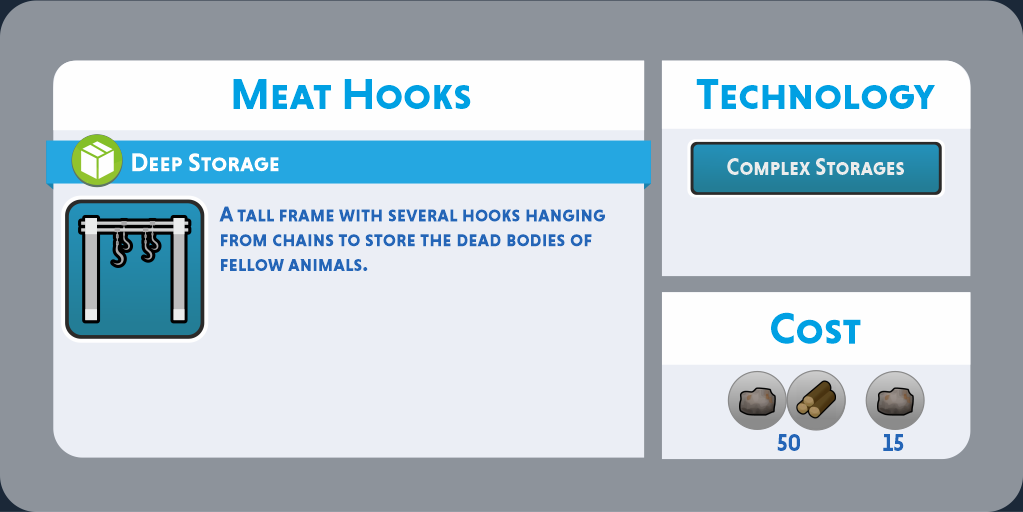 Meat Hooks
Deep Storage
A tall frame with several hooks hanging
from chains to store the dead bodies of
fellow animals.
Technology
Complex Storages
Cost
50 15